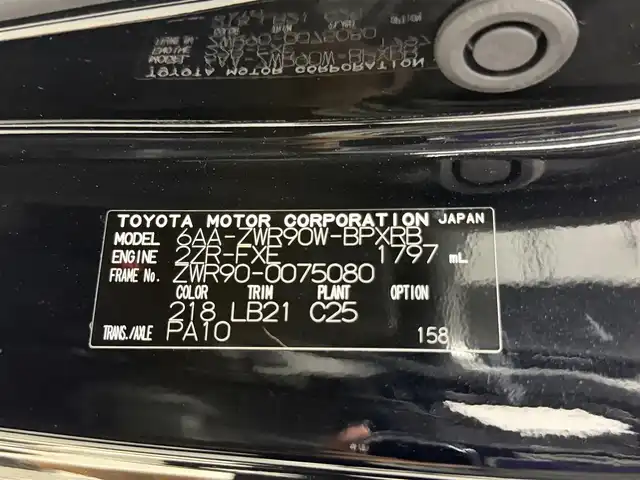 TOYOTA MOTOR CORPORATION JAPAN
MODEL 6AA-ZWR90W-BPXRB
ENGINE 2ZR-FXE 1797 mL
FRAME No. ZWR90-0075080
COLOR TRIM PLANT OPTION
218 LB21 C25
TRANS./AXLE PA10 158